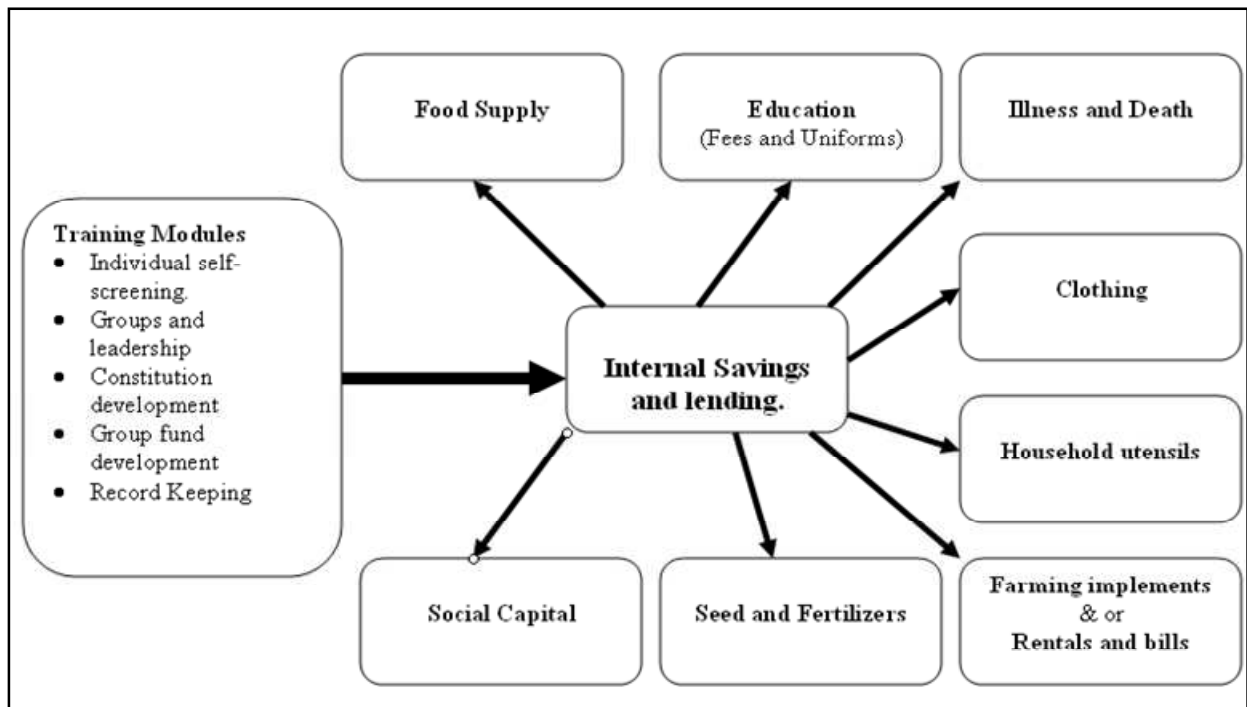 Food Supply
Education
(Fees and Uniforms)
Illness and Death
Training Modules
• Individual self-
screening.
• Groups and
leadership
• Constitution
development
• Group fund
development
• Record Keeping
Internal Savings
and lending.
Clothing
Household utensils
Social Capital
Seed and Fertilizers
Farming implements
& or
Rentals and bills